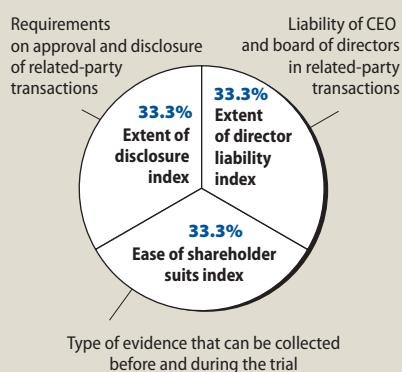 Requirements
on approval and disclosure
of related-party
transactions
Liability of CEO
and board of directors
in related-party
transactions
33.3%
Extent of
disclosure
index
33.3%
Extent
of director
liability
index
33.3%
Ease of shareholder
suits index
Type of evidence that can be collected
before and during the trial